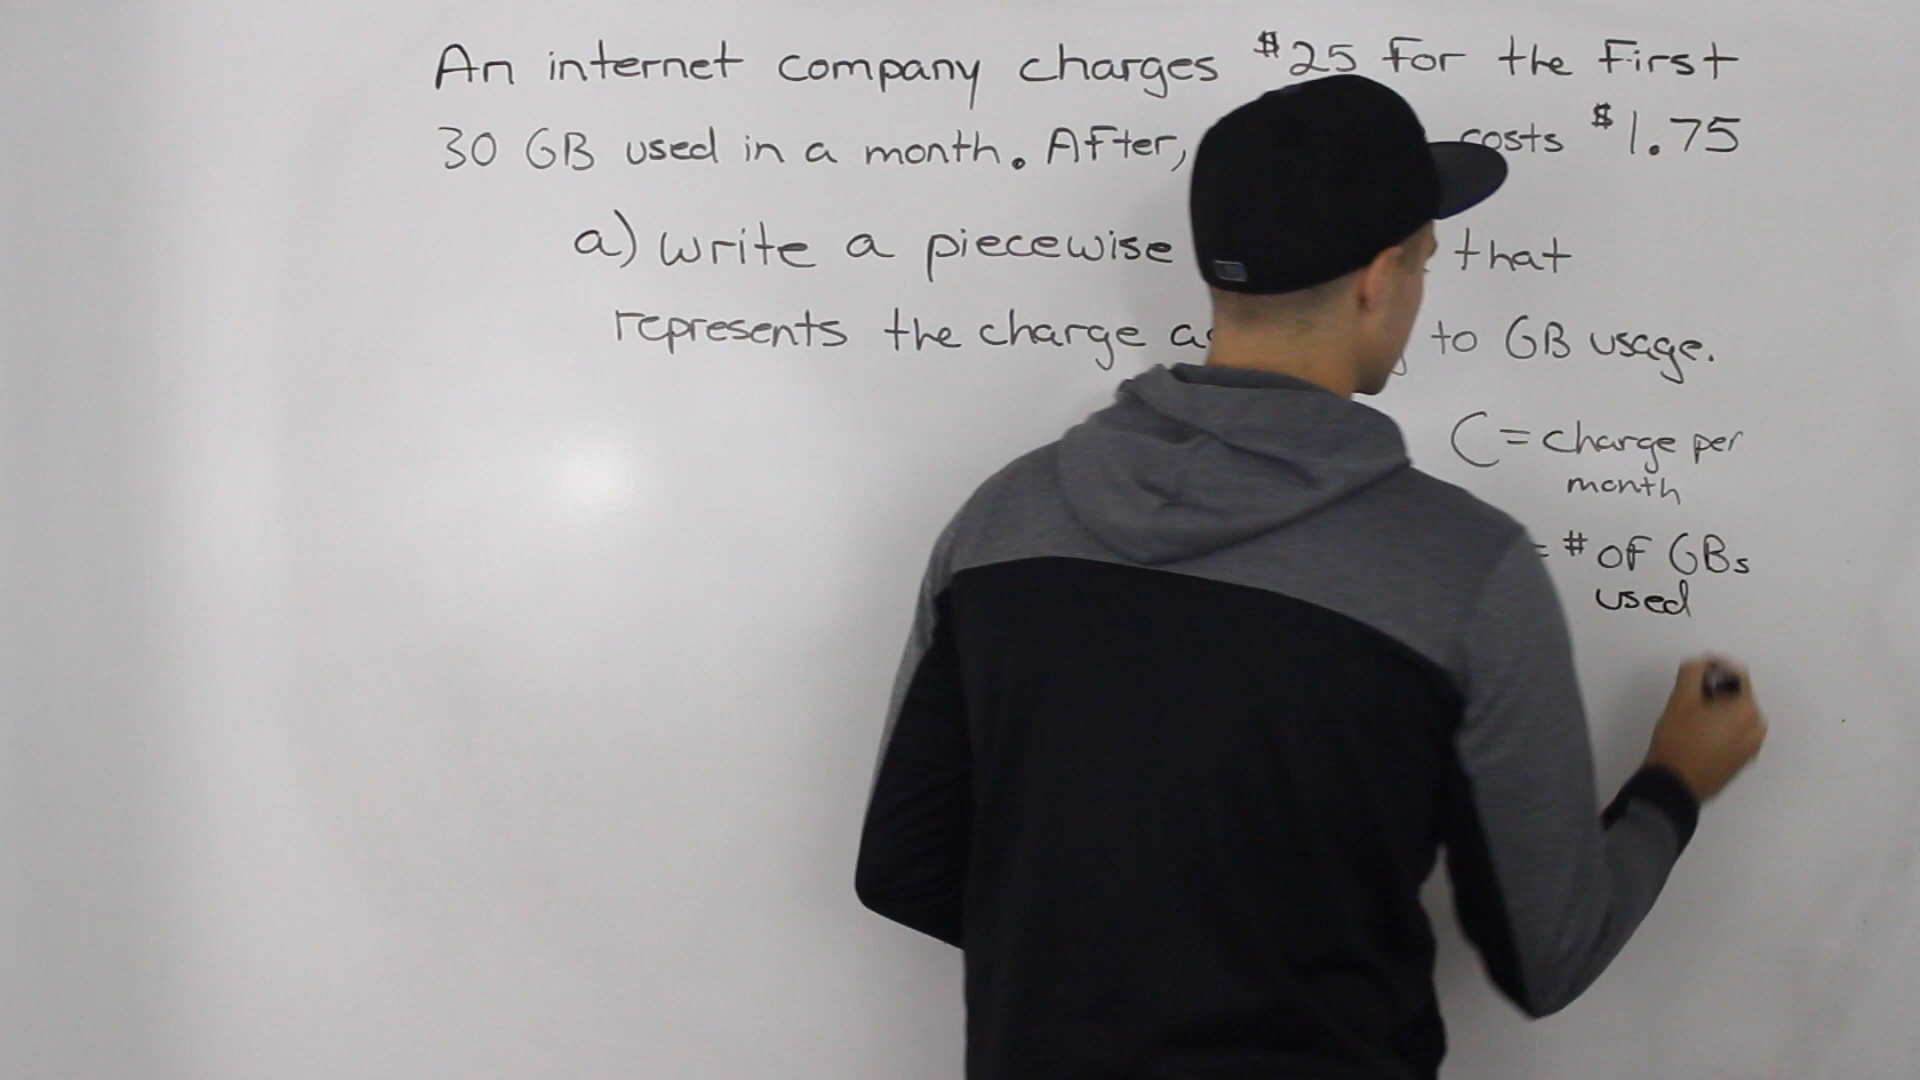 An internet company charges $25 for the first
30 GB used in a month. After, costs $1.75
a) write a piecewise that
represents the charge to GB usage.
C = charge per
month
= # of GBs
used